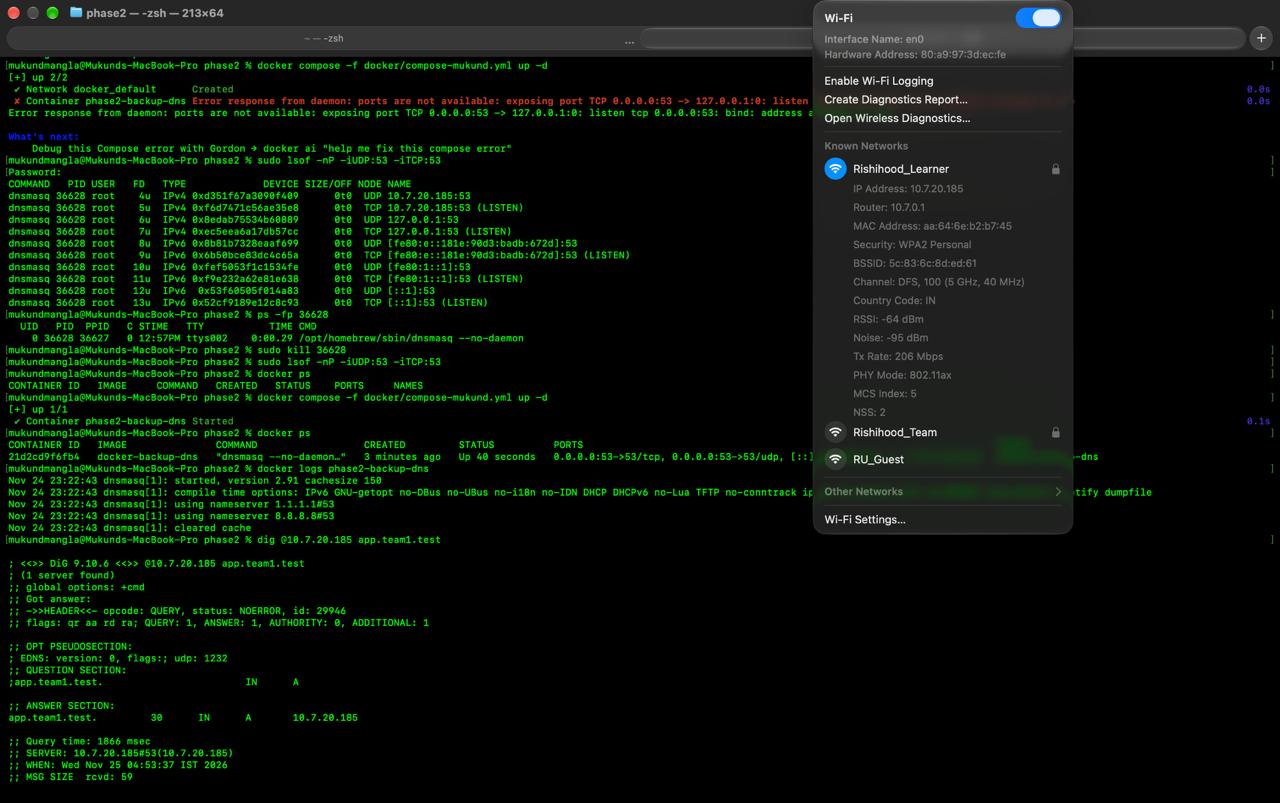 phase2 — -zsh — 213×64
~ — -zsh
...
mukundmangla@Mukunds-MacBook-Pro phase2 % docker compose -f docker/compose-mukund.yml up -d
[+] up 2/2
✔ Network docker_default Created 0.0s
✘ Container phase2-backup-dns Error response from daemon: ports are not available: exposing port TCP 0.0.0.0:53 -> 127.0.0.1:0: listen 0.0s
Error response from daemon: ports are not available: exposing port TCP 0.0.0.0:53 -> 127.0.0.1:0: listen tcp 0.0.0.0:53: bind: address a
What's next:
Debug this Compose error with Gordon → docker ai "help me fix this compose error"
mukundmangla@Mukunds-MacBook-Pro phase2 % sudo lsof -nP -iUDP:53 -iTCP:53
Password:
COMMAND PID USER FD TYPE DEVICE SIZE/OFF NODE NAME
dnsmasq 36628 root 4u IPv4 0xd351f67a3090f409 0t0 UDP 10.7.20.185:53
dnsmasq 36628 root 5u IPv4 0xf6d7471c56ae35e8 0t0 TCP 10.7.20.185:53 (LISTEN)
dnsmasq 36628 root 6u IPv4 0x8edab75534b60889 0t0 UDP 127.0.0.1:53
dnsmasq 36628 root 7u IPv4 0xec5eea6a17db57cc 0t0 TCP 127.0.0.1:53 (LISTEN)
dnsmasq 36628 root 8u IPv6 0x8b81b7328eaaf699 0t0 UDP [fe80:e::181e:90d3:badb:672d]:53
dnsmasq 36628 root 9u IPv6 0x6b50bce83dc4c65a 0t0 TCP [fe80:e::181e:90d3:badb:672d]:53 (LISTEN)
dnsmasq 36628 root 10u IPv6 0xfef5053f1c1534fe 0t0 UDP [fe80:1::1]:53
dnsmasq 36628 root 11u IPv6 0xf9e232a62e81e638 0t0 TCP [fe80:1::1]:53 (LISTEN)
dnsmasq 36628 root 12u IPv6 0x53f60505f014a83 0t0 UDP [::1]:53
dnsmasq 36628 root 13u IPv6 0x52cf9189e12c8c93 0t0 TCP [::1]:53 (LISTEN)
mukundmangla@Mukunds-MacBook-Pro phase2 % ps -fp 36628
UID PID PPID C STIME TTY TIME CMD
0 36628 36627 0 12:57PM ttys002 0:00.29 /opt/homebrew/sbin/dnsmasq --no-daemon
mukundmangla@Mukunds-MacBook-Pro phase2 % sudo kill 36628
mukundmangla@Mukunds-MacBook-Pro phase2 % sudo lsof -nP -iUDP:53 -iTCP:53
mukundmangla@Mukunds-MacBook-Pro phase2 % docker ps
CONTAINER ID IMAGE COMMAND CREATED STATUS PORTS NAMES
mukundmangla@Mukunds-MacBook-Pro phase2 % docker compose -f docker/compose-mukund.yml up -d
[+] up 1/1
✔ Container phase2-backup-dns Started 0.1s
mukundmangla@Mukunds-MacBook-Pro phase2 % docker ps
CONTAINER ID IMAGE COMMAND CREATED STATUS PORTS
21d2cd9f6fb4 docker-backup-dns "dnsmasq --no-daemon…" 3 minutes ago Up 40 seconds 0.0.0.0:53->53/tcp, 0.0.0.0:53->53/udp, [:: -dns
mukundmangla@Mukunds-MacBook-Pro phase2 % docker logs phase2-backup-dns
Nov 24 23:22:43 dnsmasq[1]: started, version 2.91 cachesize 150
Nov 24 23:22:43 dnsmasq[1]: compile time options: IPv6 GNU-getopt no-DBus no-UBus no-i18n no-IDN DHCP DHCPv6 no-Lua TFTP no-conntrack ip otify dumpfile
Nov 24 23:22:43 dnsmasq[1]: using nameserver 1.1.1.1#53
Nov 24 23:22:43 dnsmasq[1]: using nameserver 8.8.8.8#53
Nov 24 23:22:43 dnsmasq[1]: cleared cache
mukundmangla@Mukunds-MacBook-Pro phase2 % dig @10.7.20.185 app.team1.test
; <<>> DiG 9.10.6 <<>> @10.7.20.185 app.team1.test
; (1 server found)
;; global options: +cmd
;; Got answer:
;; ->>HEADER<<- opcode: QUERY, status: NOERROR, id: 29946
;; flags: qr aa rd ra; QUERY: 1, ANSWER: 1, AUTHORITY: 0, ADDITIONAL: 1
;; OPT PSEUDOSECTION:
; EDNS: version: 0, flags:; udp: 1232
;; QUESTION SECTION:
;app.team1.test. IN A
;; ANSWER SECTION:
app.team1.test. 30 IN A 10.7.20.185
;; Query time: 1866 msec
;; SERVER: 10.7.20.185#53(10.7.20.185)
;; WHEN: Wed Nov 25 04:53:37 IST 2026
;; MSG SIZE rcvd: 59
Wi-Fi
Interface Name: en0
Hardware Address: 80:a9:97:3d:ec:fe
Enable Wi-Fi Logging
Create Diagnostics Report...
Open Wireless Diagnostics...
Known Networks
Rishihood_Learner
IP Address: 10.7.20.185
Router: 10.7.0.1
MAC Address: aa:64:6e:b2:b7:45
Security: WPA2 Personal
BSSID: 5c:83:6c:8d:ed:61
Channel: DFS, 100 (5 GHz, 40 MHz)
Country Code: IN
RSSI: -64 dBm
Noise: -95 dBm
Tx Rate: 206 Mbps
PHY Mode: 802.11ax
MCS Index: 5
NSS: 2
Rishihood_Team
RU_Guest
Other Networks
Wi-Fi Settings...